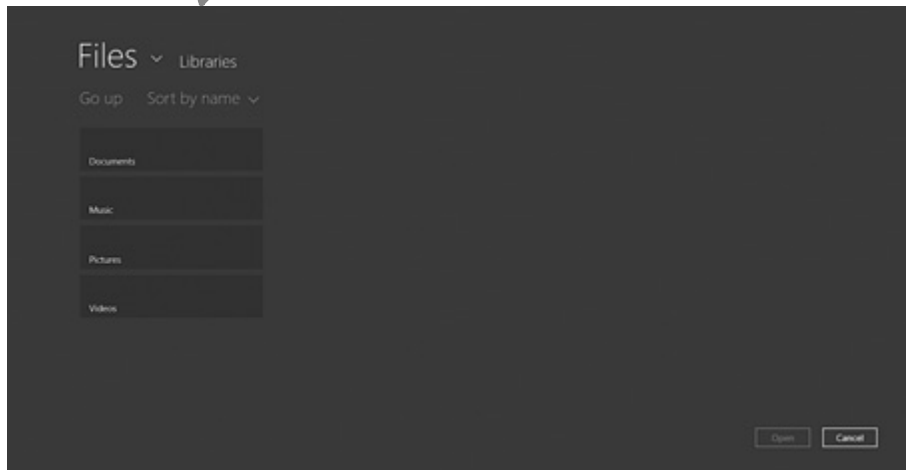 Files Libraries
Go up Sort by name
Documents
Music
Pictures
Videos
Open Cancel